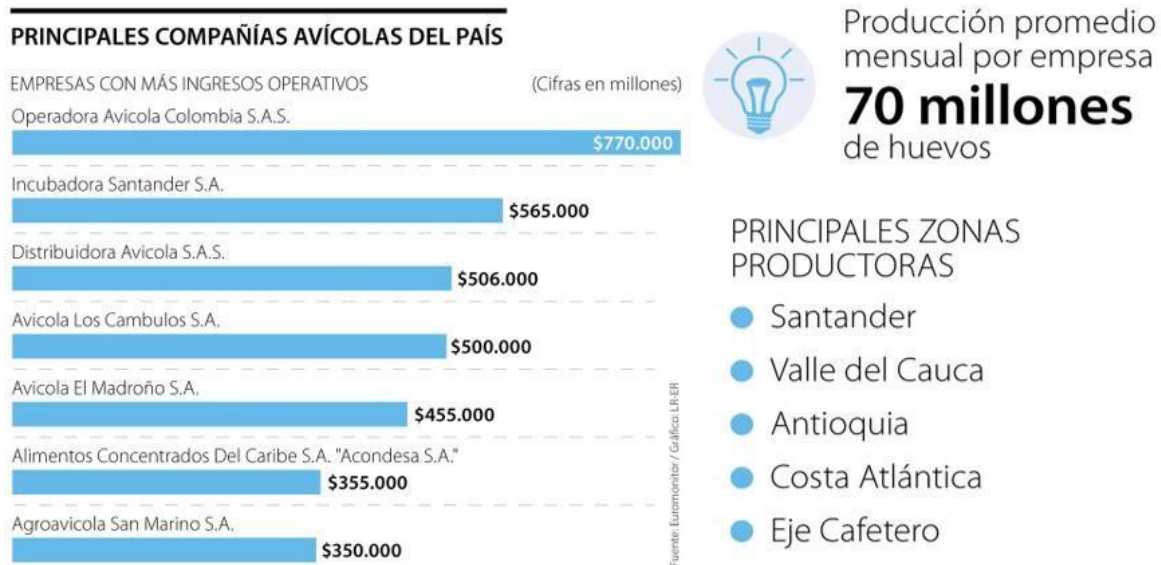 PRINCIPALES COMPAÑÍAS AVÍCOLAS DEL PAÍS
EMPRESAS CON MÁS INGRESOS OPERATIVOS (Cifras en millones)
Operadora Avicola Colombia S.A.S.
$770.000
Incubadora Santander S.A.
$565.000
Distribuidora Avicola S.A.S.
$506.000
Avicola Los Cambulos S.A.
$500.000
Avicola El Madroño S.A.
$455.000
Alimentos Concentrados Del Caribe S.A. "Acondesa S.A."
$355.000
Agroavicola San Marino S.A.
$350.000
Fuente: Euromonitor / Gráfico: LR-ER
Producción promedio
mensual por empresa
70 millones
de huevos
PRINCIPALES ZONAS
PRODUCTORAS
Santander
Valle del Cauca
Antioquia
Costa Atlántica
Eje Cafetero